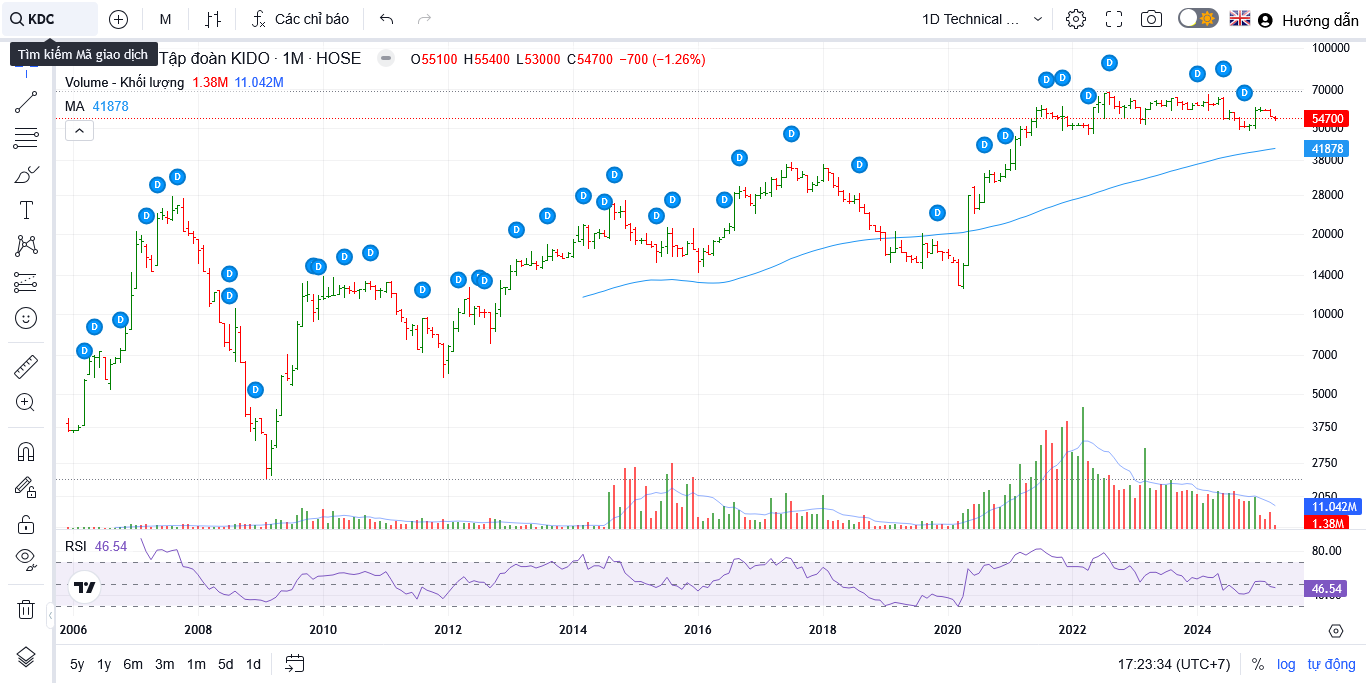 KDC
M
Các chỉ báo
1D Technical ...
Hướng dẫn
Tìm kiếm Mã giao dịch
Tập đoàn KIDO · 1M · HOSE
O55100 H55400 L53000 C54700 −700 (−1.26%)
Volume - Khối lượng 1.38M 11.042M
MA 41878
100000
70000
54700
50000
41878
38000
28000
20000
14000
10000
7000
5000
3750
2750
2050
11.042M
1.38M
D D D D D D D D D D D D D D D D D D D D D D D D D D D D D D D D D D D D D D D D
RSI 46.54
80.00
46.54
2006 2008 2010 2012 2014 2016 2018 2020 2022 2024
5y 1y 6m 3m 1m 5d 1d
17:23:34 (UTC+7) % log tự động